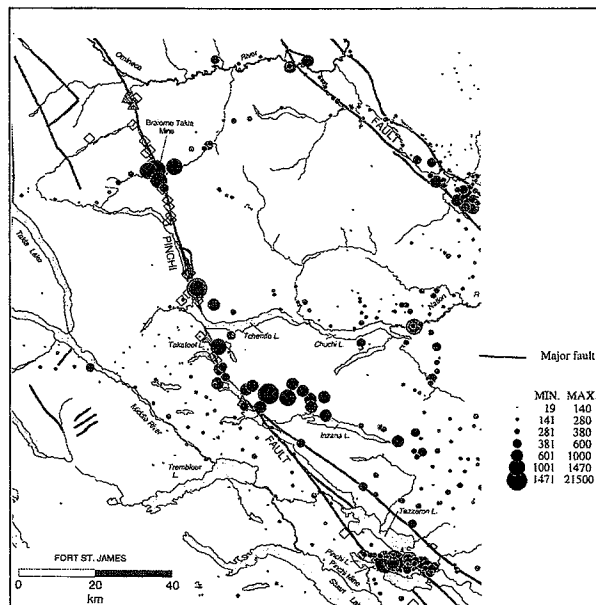 Omineca
River
Bralorne Takla
Mine
FAULT
PINCHI
Takla Lake
Nation
R
Tchentlo L.
Chuchi L.
Takatoot L.
Major fault
MIN. MAX.
19 140
141 280
281 380
381 600
601 1000
1001 1470
1471 21500
Middle River
Inzana L.
Trembleur
L.
FAULT
Tezzeron L.
FORT ST. JAMES
Pinchi L.
Pinchi Mine
Stuart Lake
0 20 40
km